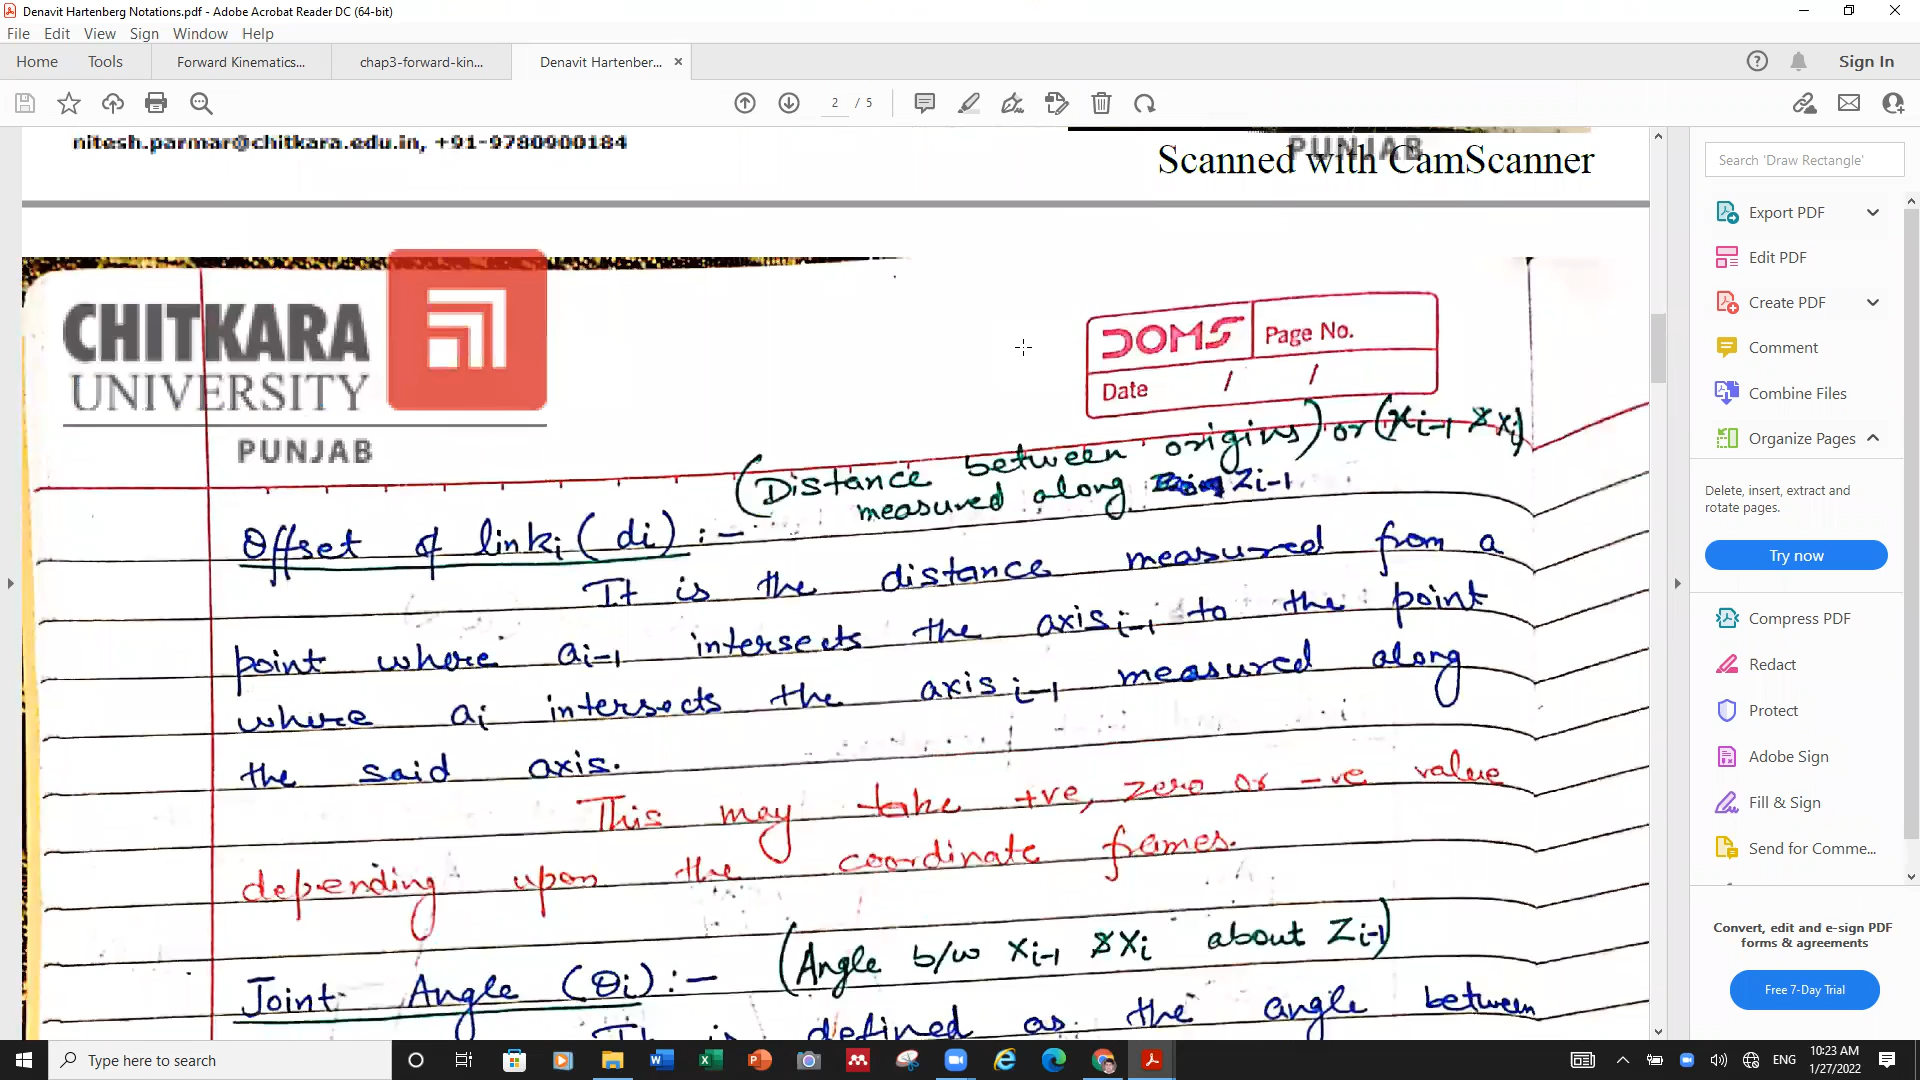 Denavit Hartenberg Notations.pdf - Adobe Acrobat Reader DC (64-bit)
File Edit View Sign Window Help
Home Tools Forward Kinematics... chap3-forward-kin... Denavit Hartenber... Sign In
2 / 5
nitesh.parmar@chitkara.edu.in, +91-9780900184
PUNJAB
Scanned with CamScanner
CHITKARA
UNIVERSITY
PUNJAB
DOMS Page No.
Date / /
(Distance between origins) or (Xi-1 & Xi)
measured along Zi-1
Offset of linki (di) :-
It is the distance measured from a
point where ai-1 intersects the axisi-1 to the point
where ai intersects the axisi-1 measured along
the said axis.
This may take +ve, zero or -ve value
depending upon the coordinate frames.
Joint Angle (θi) :- (Angle b/w Xi-1 & Xi about Zi-1)
It is defined as the angle between
Search 'Draw Rectangle'
Export PDF
Edit PDF
Create PDF
Comment
Combine Files
Organize Pages
Delete, insert, extract and
rotate pages.
Try now
Compress PDF
Redact
Protect
Adobe Sign
Fill & Sign
Send for Comme...
Convert, edit and e-sign PDF
forms & agreements
Free 7-Day Trial
Type here to search
ENG
10:23 AM
1/27/2022